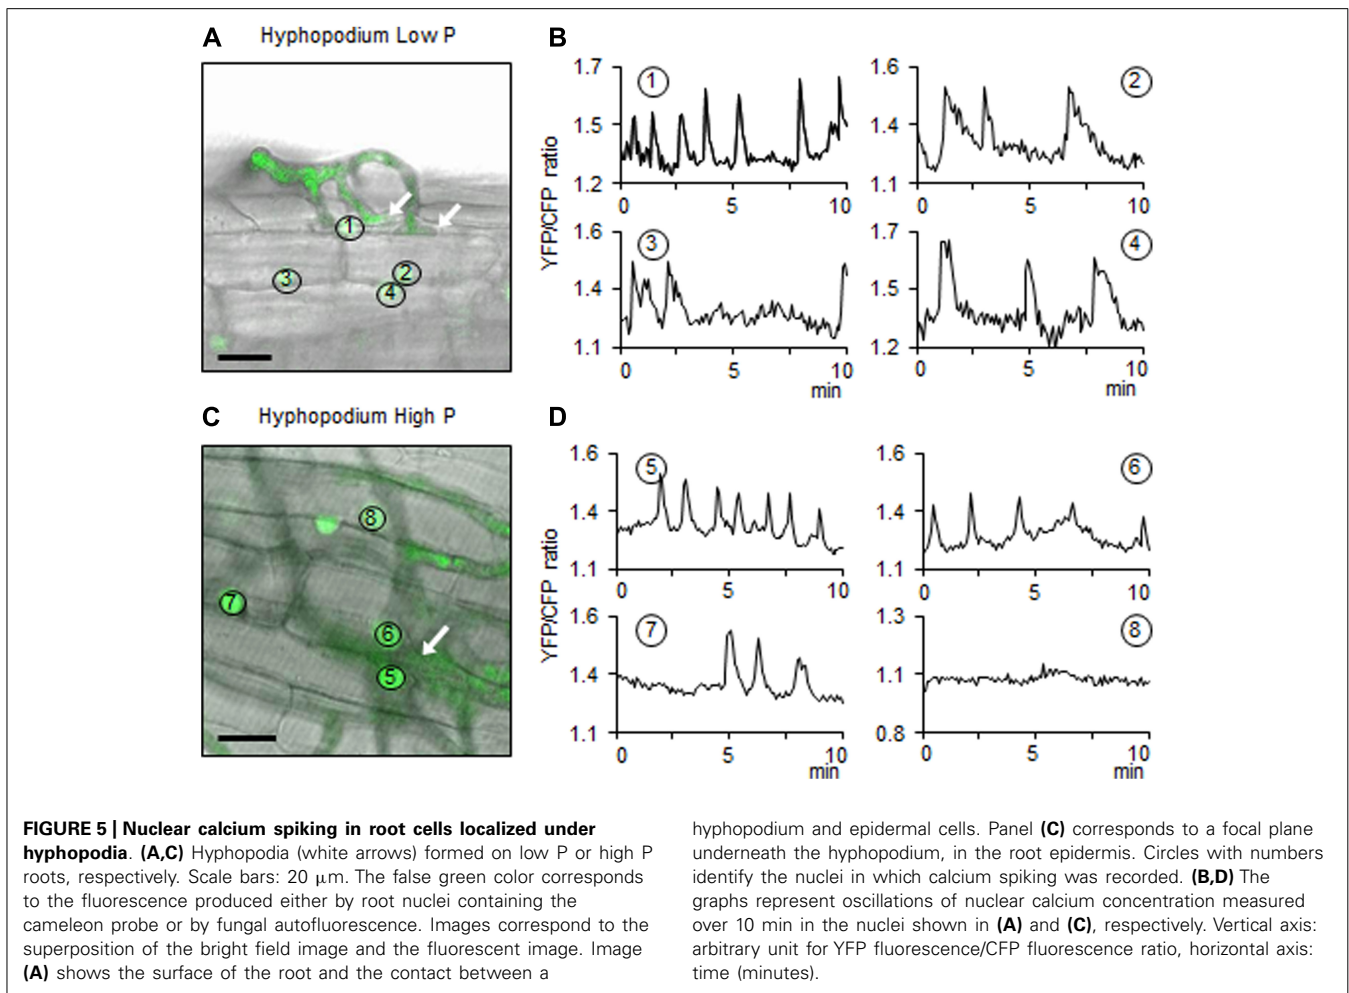 A Hyphopodium Low P
1
2
3
4
B
YFP/CFP ratio
1.7
1.5
1.2
0 5 10
1
1.6
1.4
1.1
0 5 10
2
1.6
1.4
1.1
0 5 10
min
3
1.7
1.5
1.2
0 5 10
min
4
C Hyphopodium High P
8
7
6
5
D
YFP/CFP ratio
1.6
1.4
1.1
0 5 10
5
1.6
1.4
1.1
0 5 10
6
1.6
1.4
1.1
0 5 10
min
7
1.3
1.1
0.8
0 5 10
min
8
FIGURE 5 | Nuclear calcium spiking in root cells localized under
hyphopodia. (A,C) Hyphopodia (white arrows) formed on low P or high P
roots, respectively. Scale bars: 20 μm. The false green color corresponds
to the fluorescence produced either by root nuclei containing the
cameleon probe or by fungal autofluorescence. Images correspond to the
superposition of the bright field image and the fluorescent image. Image
(A) shows the surface of the root and the contact between a
hyphopodium and epidermal cells. Panel (C) corresponds to a focal plane
underneath the hyphopodium, in the root epidermis. Circles with numbers
identify the nuclei in which calcium spiking was recorded. (B,D) The
graphs represent oscillations of nuclear calcium concentration measured
over 10 min in the nuclei shown in (A) and (C), respectively. Vertical axis:
arbitrary unit for YFP fluorescence/CFP fluorescence ratio, horizontal axis:
time (minutes).